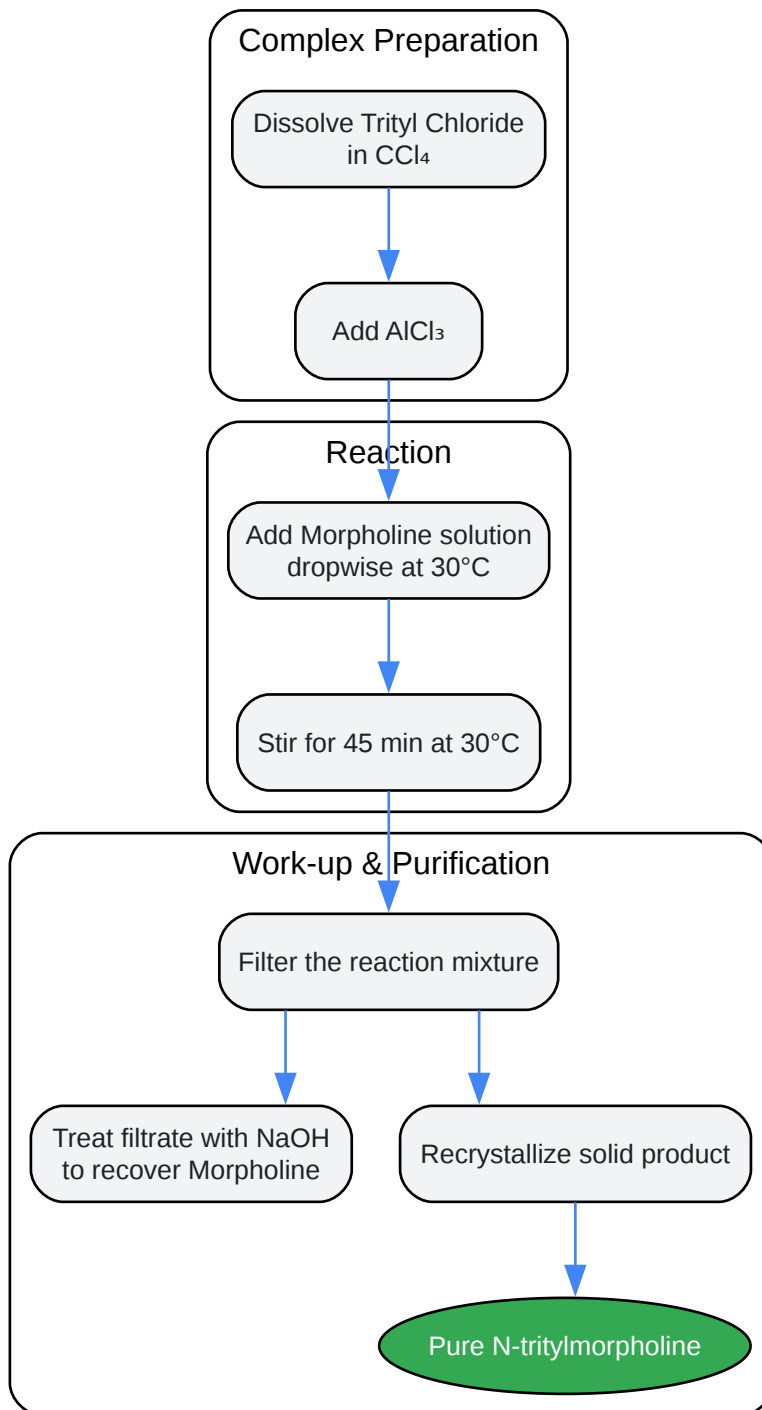 Complex Preparation
Dissolve Trityl Chloride
in CCl₄
Add AlCl₃
Reaction
Add Morpholine solution
dropwise at 30°C
Stir for 45 min at 30°C
Work-up & Purification
Filter the reaction mixture
Treat filtrate with NaOH
to recover Morpholine
Recrystallize solid product
Pure N-tritylmorpholine